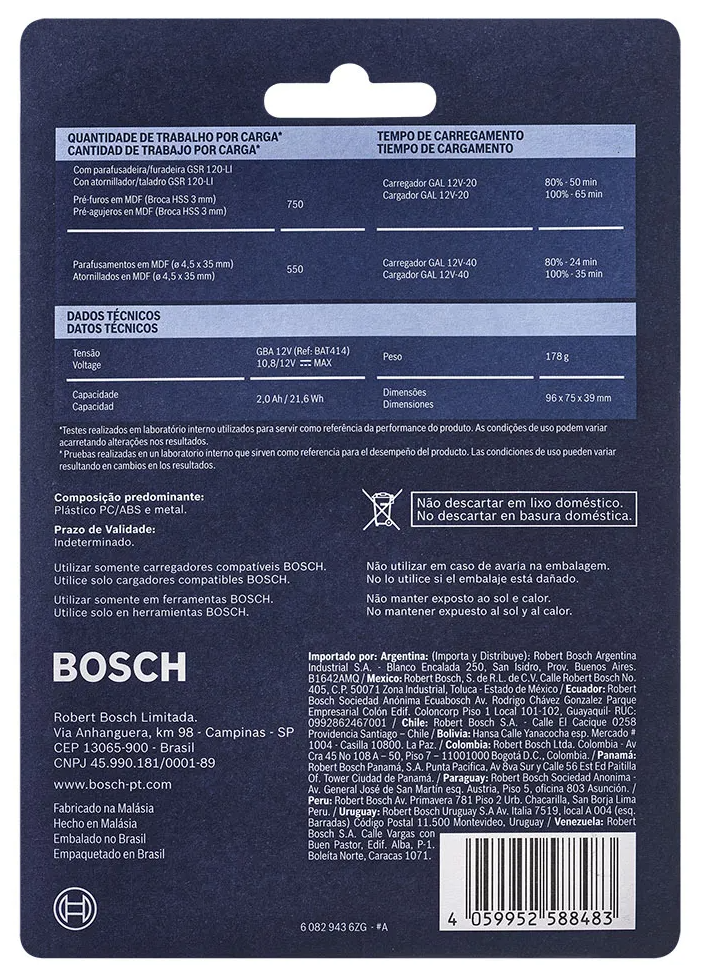 QUANTIDADE DE TRABALHO POR CARGA*
CANTIDAD DE TRABAJO POR CARGA*
TEMPO DE CARREGAMENTO
TIEMPO DE CARGAMENTO
Com parafusadeira/furadeira GSR 120-LI
Con atornillador/taladro GSR 120-LI
Pré-furos em MDF (Broca HSS 3 mm)
Pré-agujeros en MDF (Broca HSS 3 mm)
750
Carregador GAL 12V-20
Cargador GAL 12V-20
80% - 50 min
100% - 65 min
Parafusamentos em MDF (ø 4,5 x 35 mm)
Atornillados en MDF (ø 4,5 x 35 mm)
550
Carregador GAL 12V-40
Cargador GAL 12V-40
80% - 24 min
100% - 35 min
DADOS TÉCNICOS
DATOS TÉCNICOS
Tensão
Voltage
GBA 12V (Ref: BAT414)
10,8/12V MAX
Peso
178 g
Capacidade
Capacidad
2,0 Ah / 21,6 Wh
Dimensões
Dimensiones
96 x 75 x 39 mm
*Testes realizados em laboratório interno utilizados para servir como referência da performance do produto. As condições de uso podem variar
acarretando alterações nos resultados.
* Pruebas realizadas en un laboratorio interno que sirven como referencia para el desempeño del producto. Las condiciones de uso pueden variar
resultando en cambios en los resultados.
Composição predominante:
Plástico PC/ABS e metal.
Prazo de Validade:
Indeterminado.
Não descartar em lixo doméstico.
No descartar en basura doméstica.
Utilizar somente carregadores compatíveis BOSCH.
Utilice solo cargadores compatibles BOSCH.
Utilizar somente em ferramentas BOSCH.
Utilice solo en herramientas BOSCH.
Não utilizar em caso de avaria na embalagem.
No lo utilice si el embalaje está dañado.
Não manter exposto ao sol e calor.
No mantener expuesto al sol y al calor.
BOSCH
Robert Bosch Limitada.
Via Anhanguera, km 98 - Campinas - SP
CEP 13065-900 - Brasil
CNPJ 45.990.181/0001-89
www.bosch-pt.com
Fabricado na Malásia
Hecho en Malásia
Embalado no Brasil
Empaquetado en Brasil
Importado por: Argentina: (Importa y Distribuye): Robert Bosch Argentina
Industrial S.A. - Blanco Encalada 250, San Isidro, Prov. Buenos Aires.
B1642AMQ / Mexico: Robert Bosch, S. de R.L. de C.V. Calle Robert Bosch No.
405, C.P. 50071 Zona Industrial, Toluca - Estado de México / Ecuador: Robert
Bosch Sociedad Anónima Ecuabosch Av. Rodrigo Chávez Gonzalez Parque
Empresarial Colón Edif. Coloncorp Piso 1 Local 101-102, Guayaquil- RUC:
0992862467001 / Chile: Robert Bosch S.A. - Calle El Cacique 0258
Providencia Santiago – Chile / Bolivia: Hansa Calle Yanacocha esp. Mercado #
1004 - Casilla 10800. La Paz. / Colombia: Robert Bosch Ltda. Colombia - Av
Cra 45 No 108 A – 50, Piso 7 – 11001000 Bogotá D.C., Colombia. / Panamá:
Robert Bosch Panamá, S.A. Punta Pacifica, Av 8va Sur y Calle 56 Est Ed Paitilla
Of. Tower Ciudad de Panamá. / Paraguay: Robert Bosch Sociedad Anonima -
Av. General José de San Martín esq. Austria, Piso 5, oficina 803 Asunción. /
Peru: Robert Bosch Av. Primavera 781 Piso 2 Urb. Chacarilla, San Borja Lima
Peru. / Uruguay: Robert Bosch Uruguay S.A Av. Italia 7519, local A 004 (esq.
Barradas) Código Postal 11.500 Montevideo, Uruguay / Venezuela: Robert
Bosch S.A. Calle Vargas con
Buen Pastor, Edif. Alba, P-1.
Boleíta Norte, Caracas 1071.
4 059952 588483
6 082 943 6ZG - #A